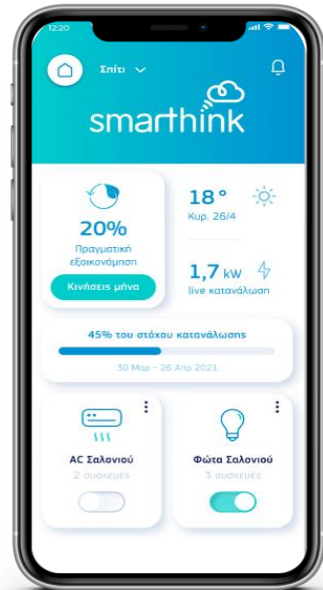 12:20
Σπίτι
smarthink
20%
Πραγματική
εξοικονόμηση
Κινήσεις μήνα
18°
Κυρ. 26/4
1,7 kw
live κατανάλωση
45% του στόχου κατανάλωσης
30 Μαρ - 26 Απρ 2021
AC Σαλονιού
2 συσκευές
Φώτα Σαλονιού
3 συσκευές